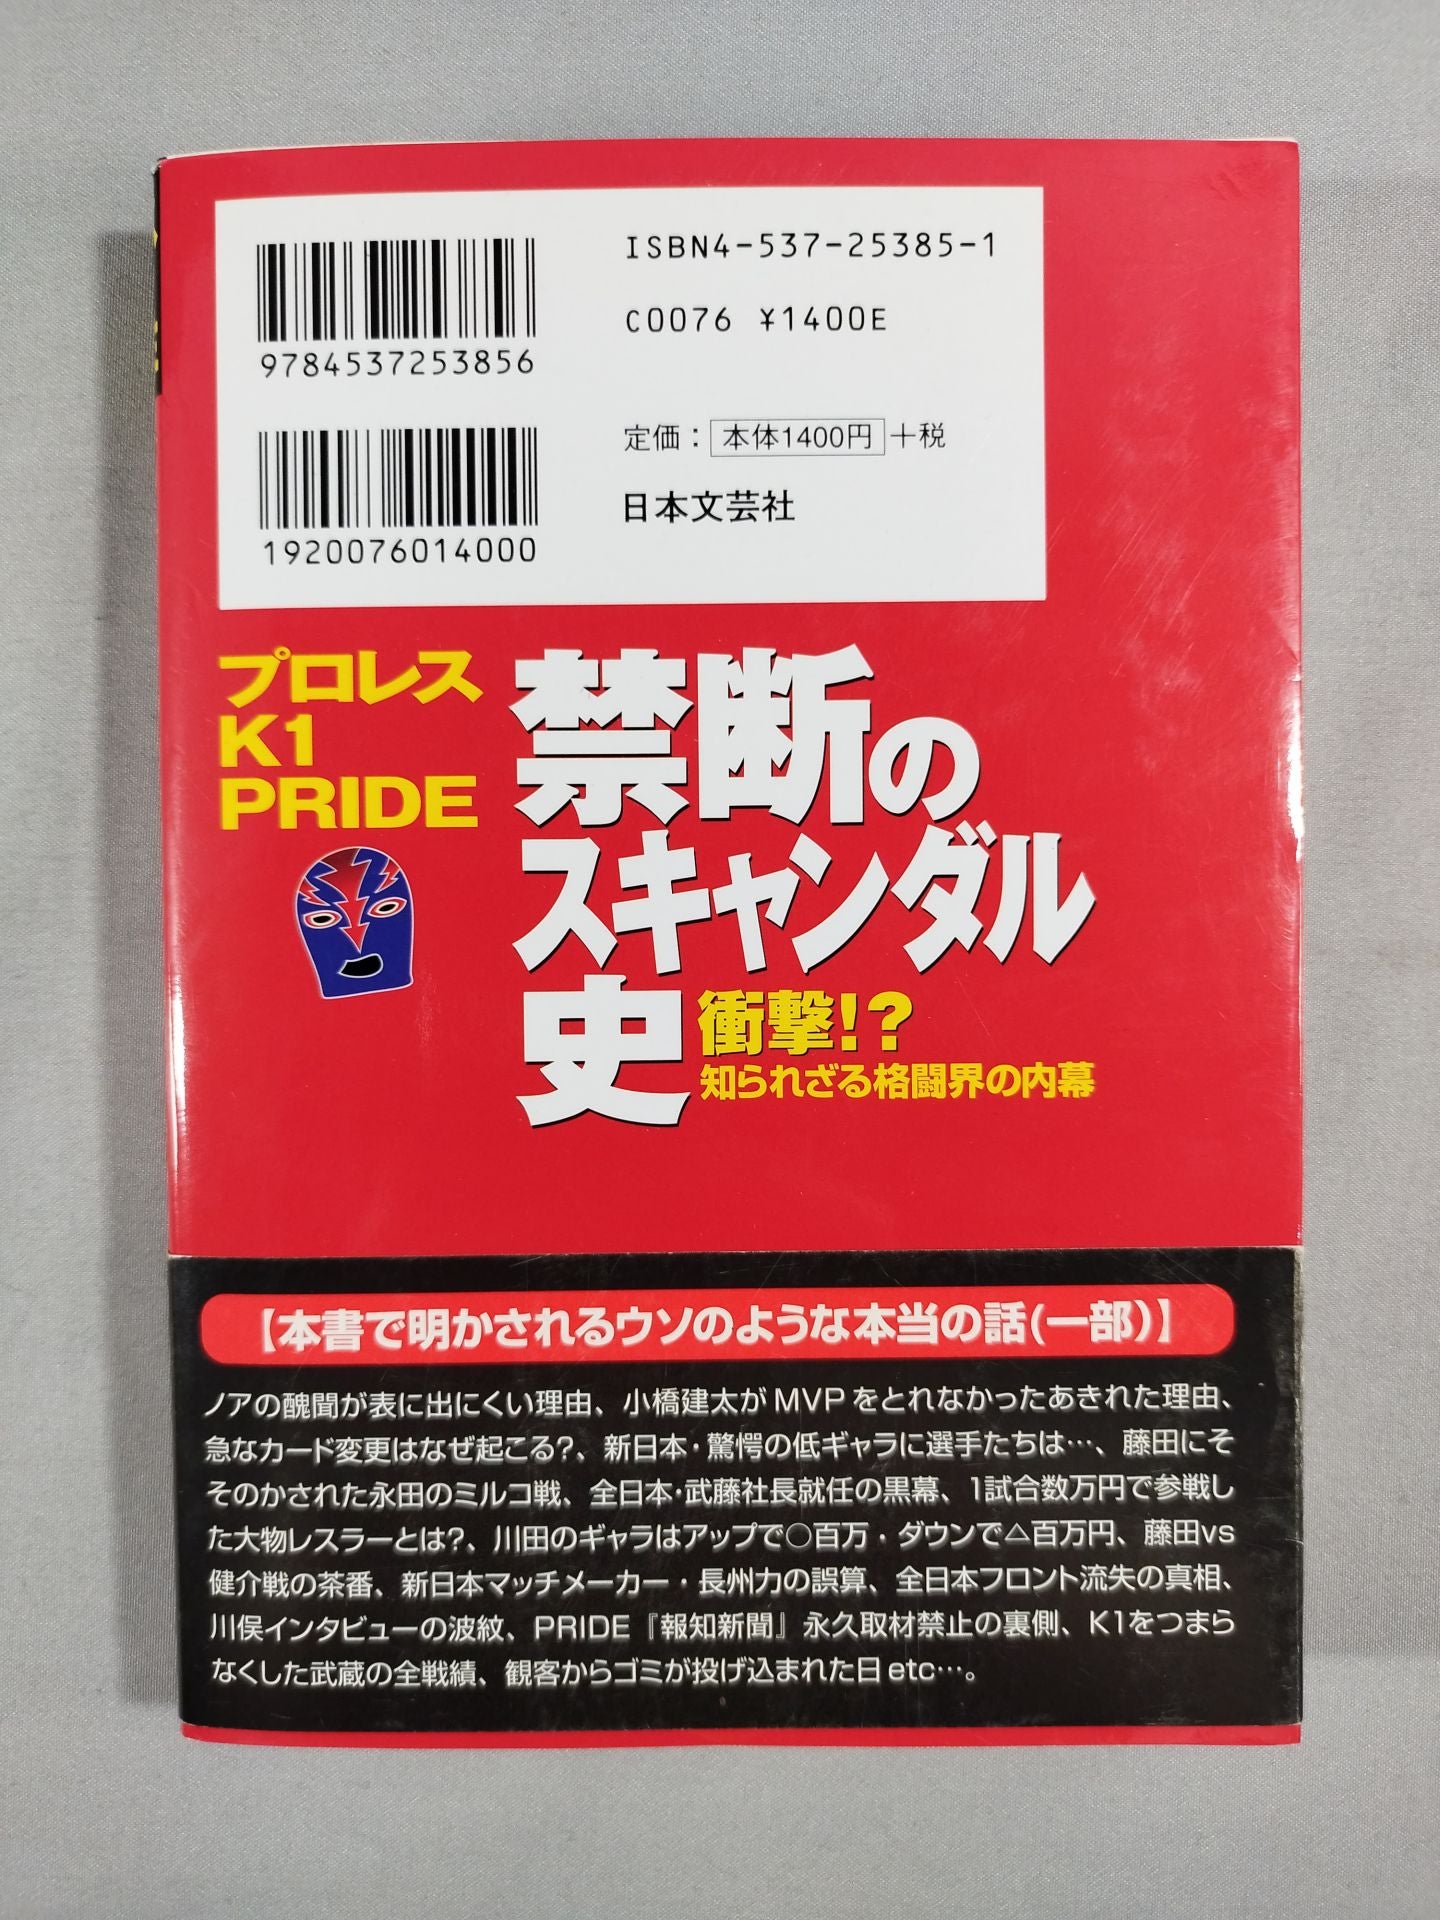 ISBN4-537-25385-1
C0076 ¥1400E
9784537253856
定価：本体1400円+税
日本文芸社
1920076014000
プロレス
K1
PRIDE
禁断の
スキャンダル
史
衝撃!?
知られざる格闘界の内幕
【本書で明かされるウソのような本当の話(一部)】
ノアの醜聞が表に出にくい理由、小橋建太がMVPをとれなかったあきれた理由、
急なカード変更はなぜ起こる?、新日本・驚愕の低ギャラに選手たちは…、藤田にそ
そのかされた永田のミルコ戦、全日本・武藤社長就任の黒幕、1試合数万円で参戦し
た大物レスラーとは?、川田のギャラはアップで○百万・ダウンで△百万円、藤田vs
健介戦の茶番、新日本マッチメーカー・長州力の誤算、全日本フロント流失の真相、
川俣インタビューの波紋、PRIDE『報知新聞』永久取材禁止の裏側、K1をつまら
なくした武蔵の全戦績、観客からゴミが投げ込まれた日etc…。